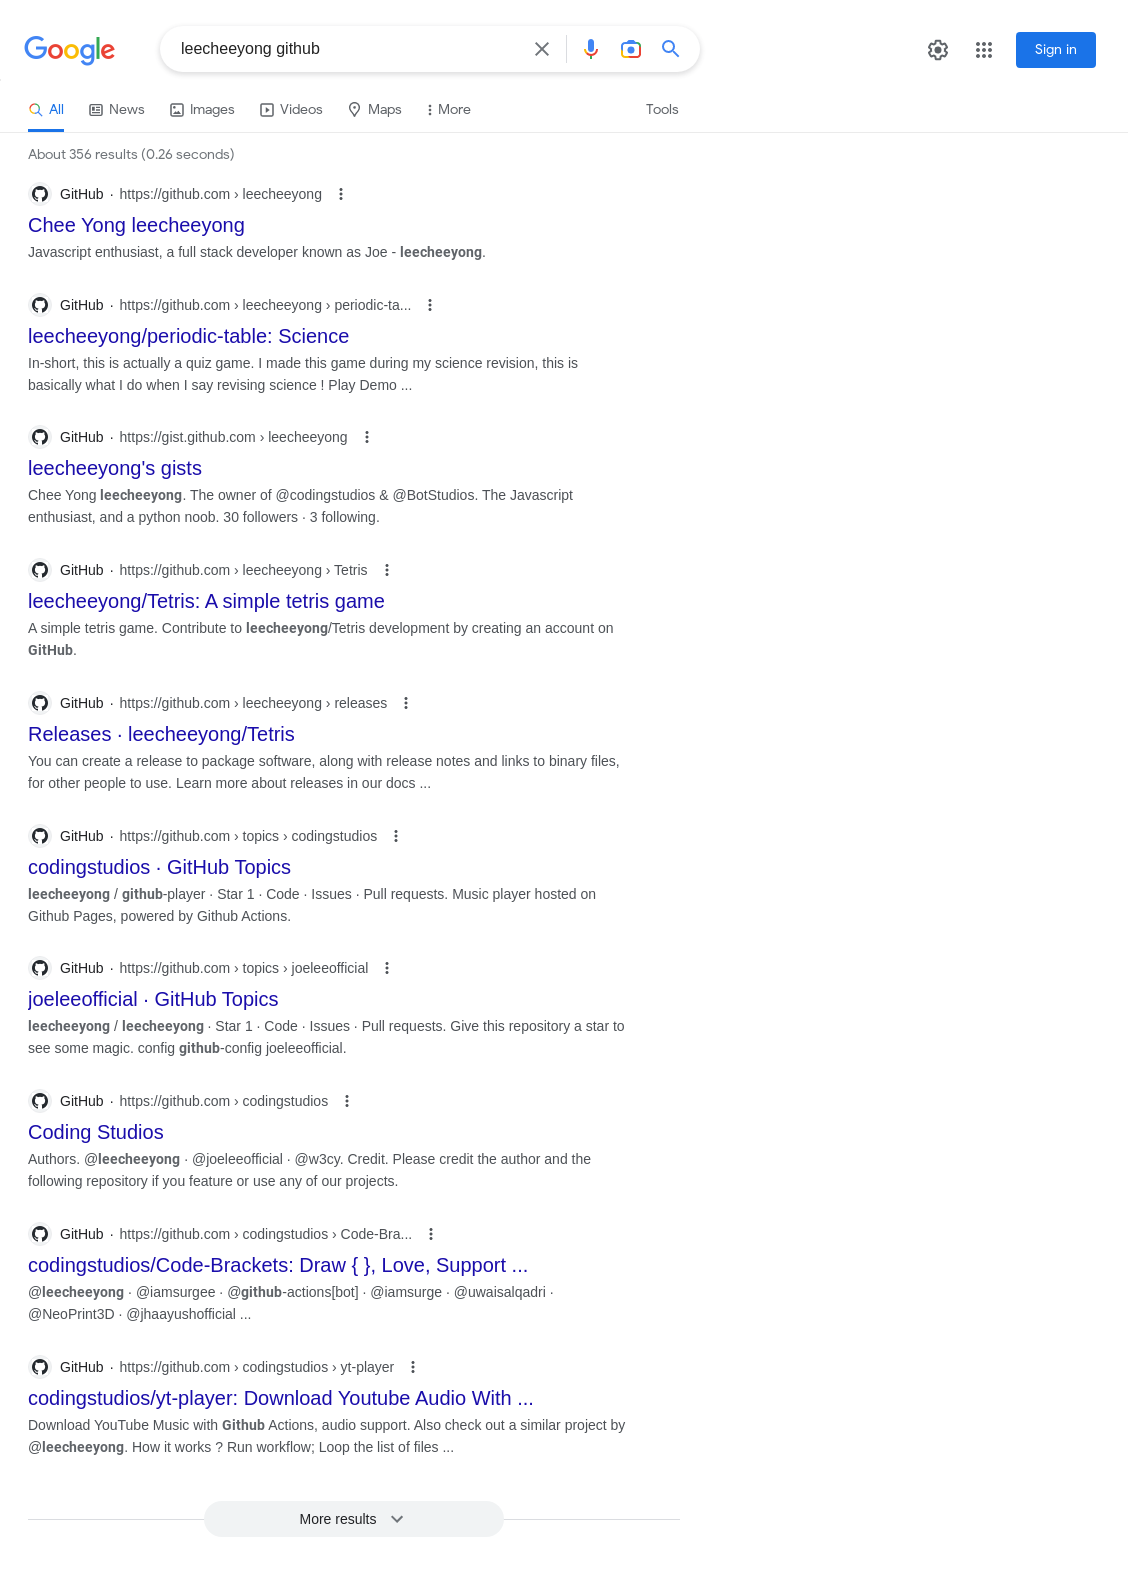 Google
leecheeyong github
Sign in
All News Images Videos Maps More Tools
About 356 results (0.26 seconds)
GitHub · https://github.com › leecheeyong
Chee Yong leecheeyong
Javascript enthusiast, a full stack developer known as Joe - leecheeyong.
GitHub · https://github.com › leecheeyong › periodic-ta...
leecheeyong/periodic-table: Science
In-short, this is actually a quiz game. I made this game during my science revision, this is
basically what I do when I say revising science ! Play Demo ...
GitHub · https://gist.github.com › leecheeyong
leecheeyong's gists
Chee Yong leecheeyong. The owner of @codingstudios & @BotStudios. The Javascript
enthusiast, and a python noob. 30 followers · 3 following.
GitHub · https://github.com › leecheeyong › Tetris
leecheeyong/Tetris: A simple tetris game
A simple tetris game. Contribute to leecheeyong/Tetris development by creating an account on
GitHub.
GitHub · https://github.com › leecheeyong › releases
Releases · leecheeyong/Tetris
You can create a release to package software, along with release notes and links to binary files,
for other people to use. Learn more about releases in our docs ...
GitHub · https://github.com › topics › codingstudios
codingstudios · GitHub Topics
leecheeyong / github-player · Star 1 · Code · Issues · Pull requests. Music player hosted on
Github Pages, powered by Github Actions.
GitHub · https://github.com › topics › joeleeofficial
joeleeofficial · GitHub Topics
leecheeyong / leecheeyong · Star 1 · Code · Issues · Pull requests. Give this repository a star to
see some magic. config github-config joeleeofficial.
GitHub · https://github.com › codingstudios
Coding Studios
Authors. @leecheeyong · @joeleeofficial · @w3cy. Credit. Please credit the author and the
following repository if you feature or use any of our projects.
GitHub · https://github.com › codingstudios › Code-Bra...
codingstudios/Code-Brackets: Draw { }, Love, Support ...
@leecheeyong · @iamsurgee · @github-actions[bot] · @iamsurge · @uwaisalqadri ·
@NeoPrint3D · @jhaayushofficial ...
GitHub · https://github.com › codingstudios › yt-player
codingstudios/yt-player: Download Youtube Audio With ...
Download YouTube Music with Github Actions, audio support. Also check out a similar project by
@leecheeyong. How it works ? Run workflow; Loop the list of files ...
More results